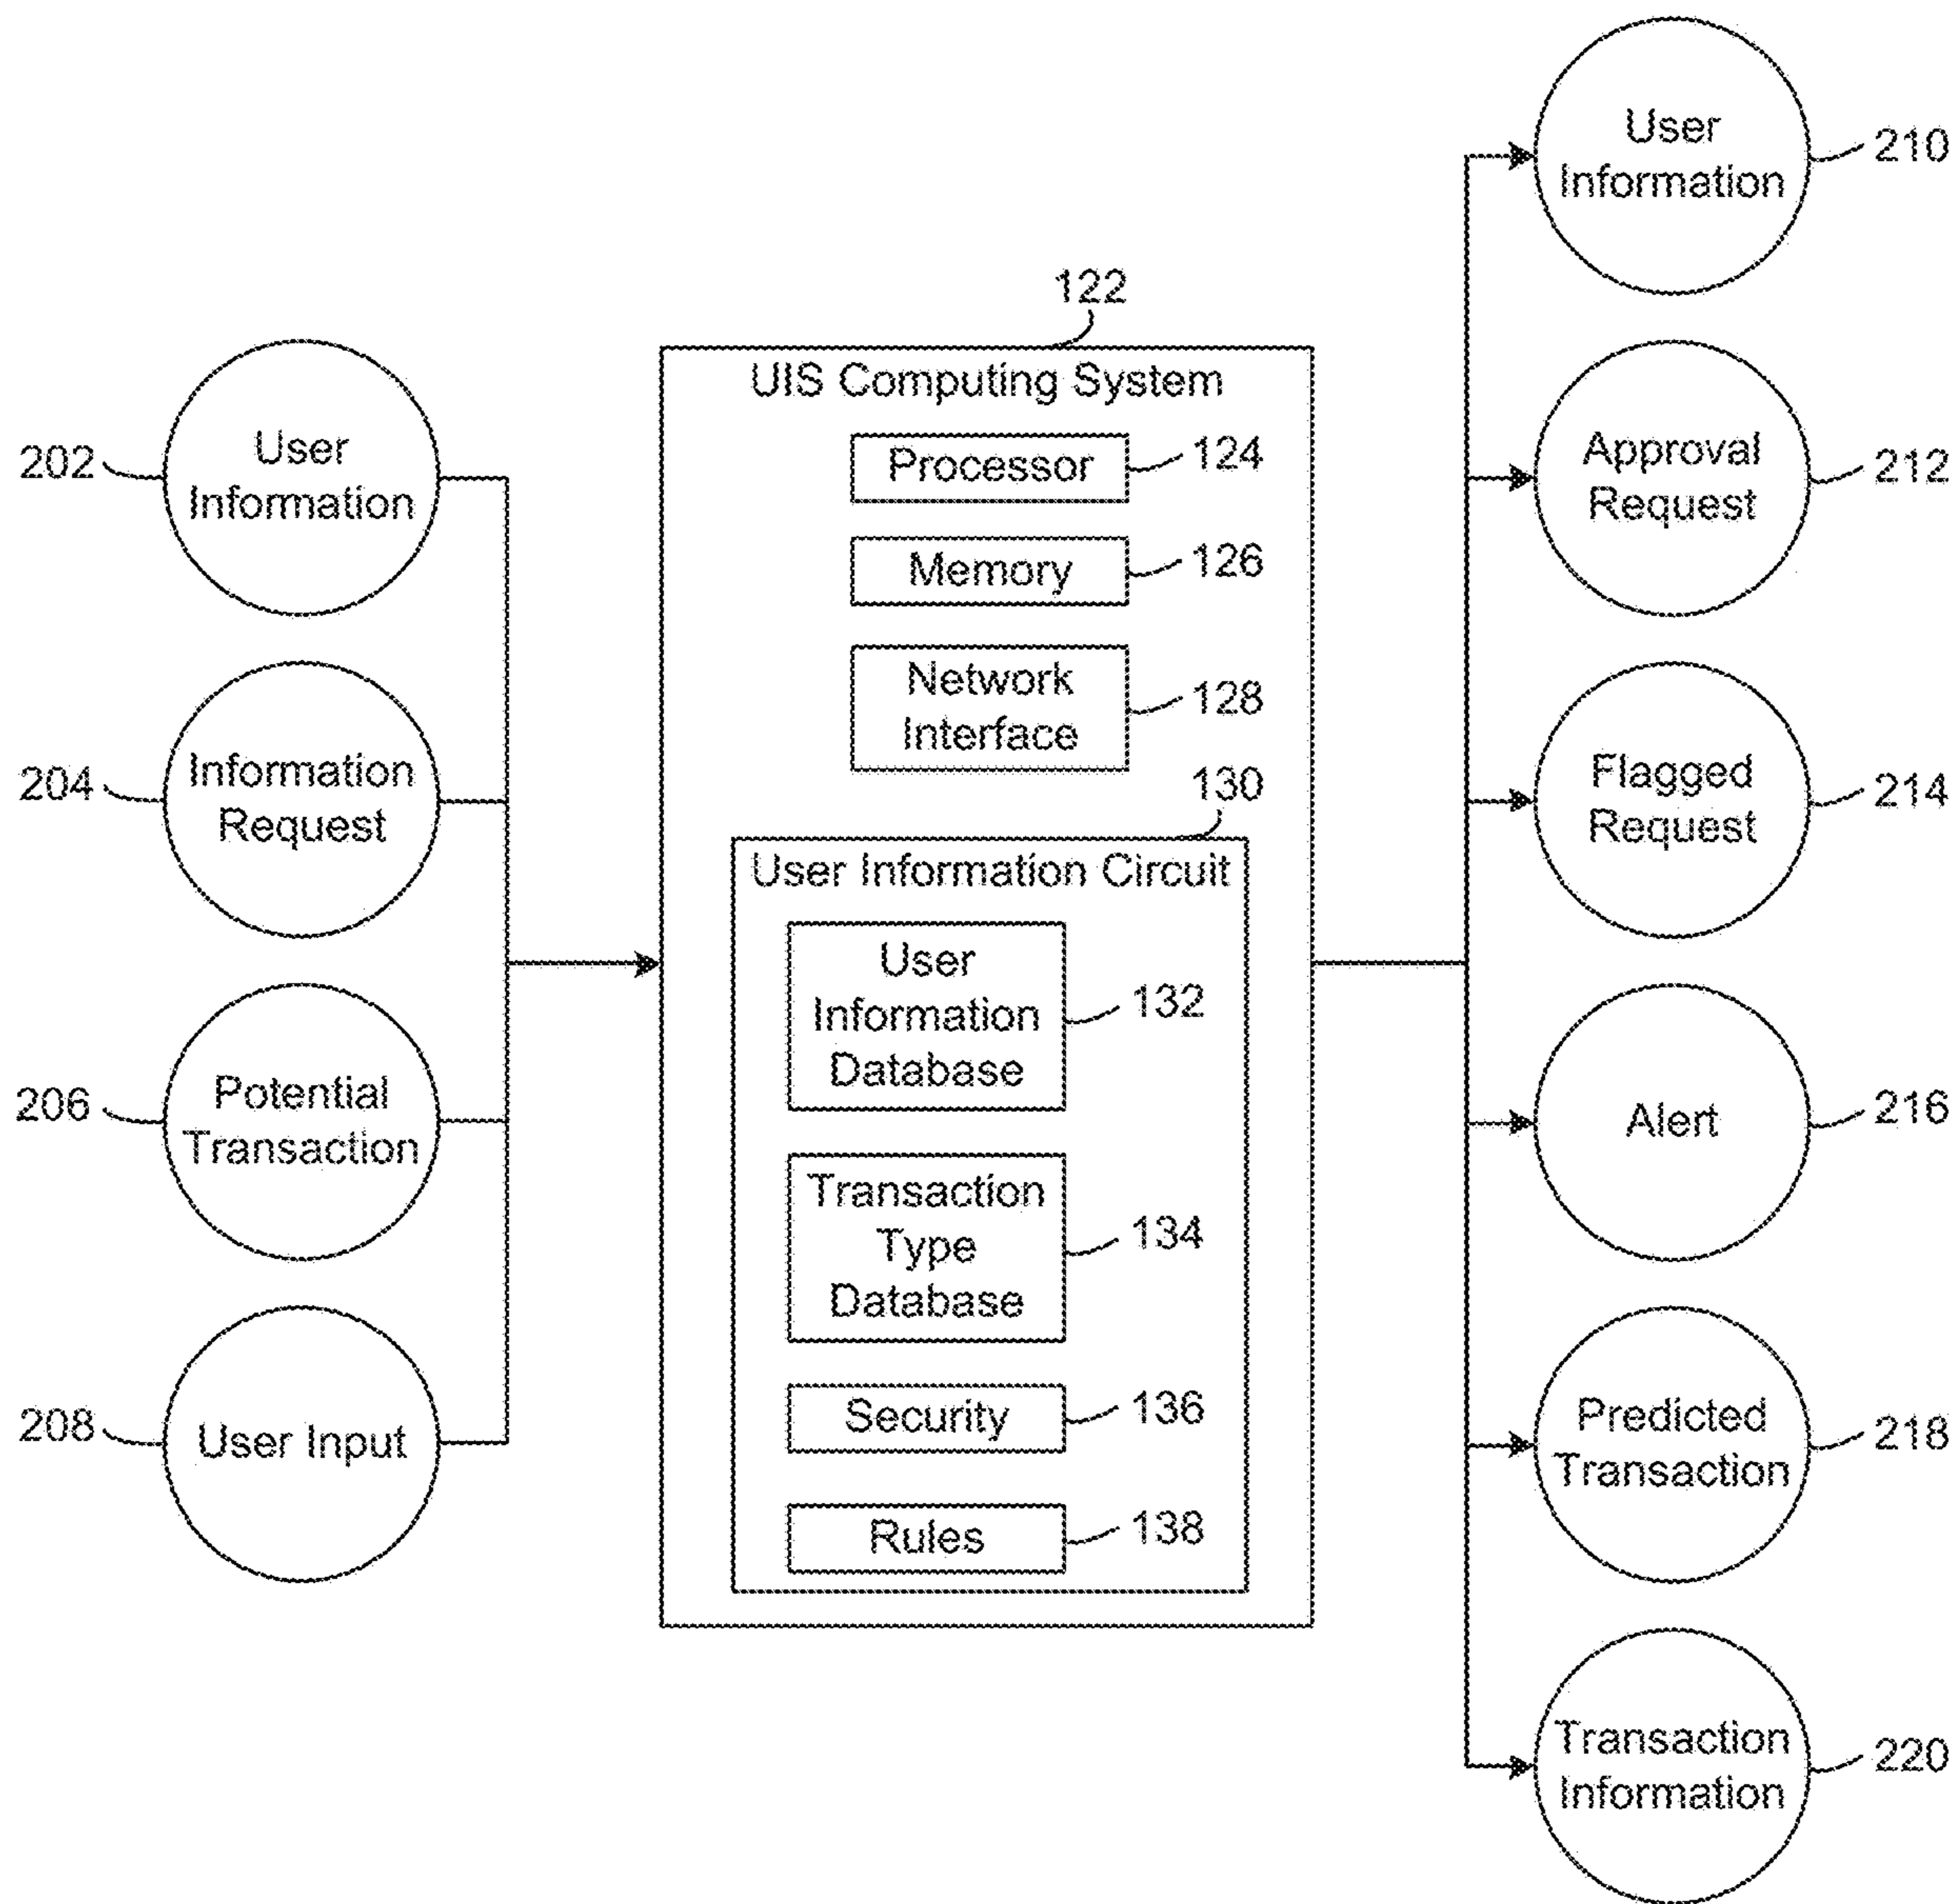 202
User
Information
204
Information
Request
206
Potential
Transaction
208
User Input
122
UIS Computing System
Processor
124
Memory
126
Network
Interface
128
130
User Information Circuit
User
Information
Database
132
Transaction
Type
Database
134
Security
136
Rules
138
User
Information
210
Approval
Request
212
Flagged
Request
214
Alert
216
Predicted
Transaction
218
Transaction
Information
220